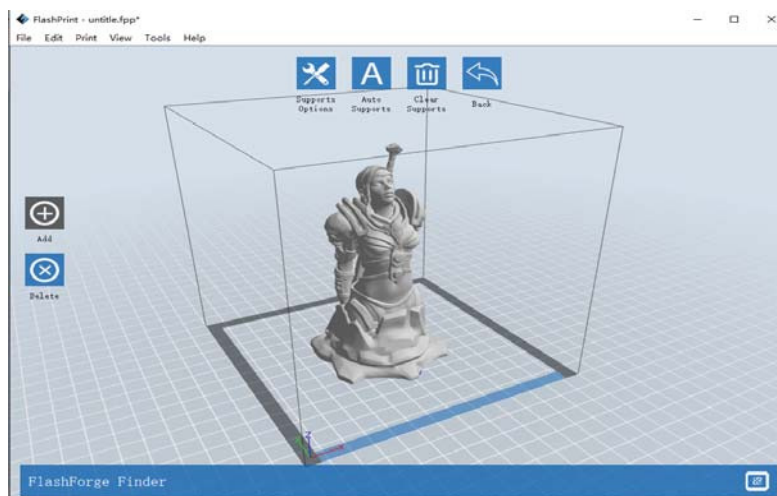 FlashPrint - untitle.fpp*
File Edit Print View Tools Help
Supports Options
Auto Supports
Clear Supports
Back
Add
Delete
FlashForge Finder